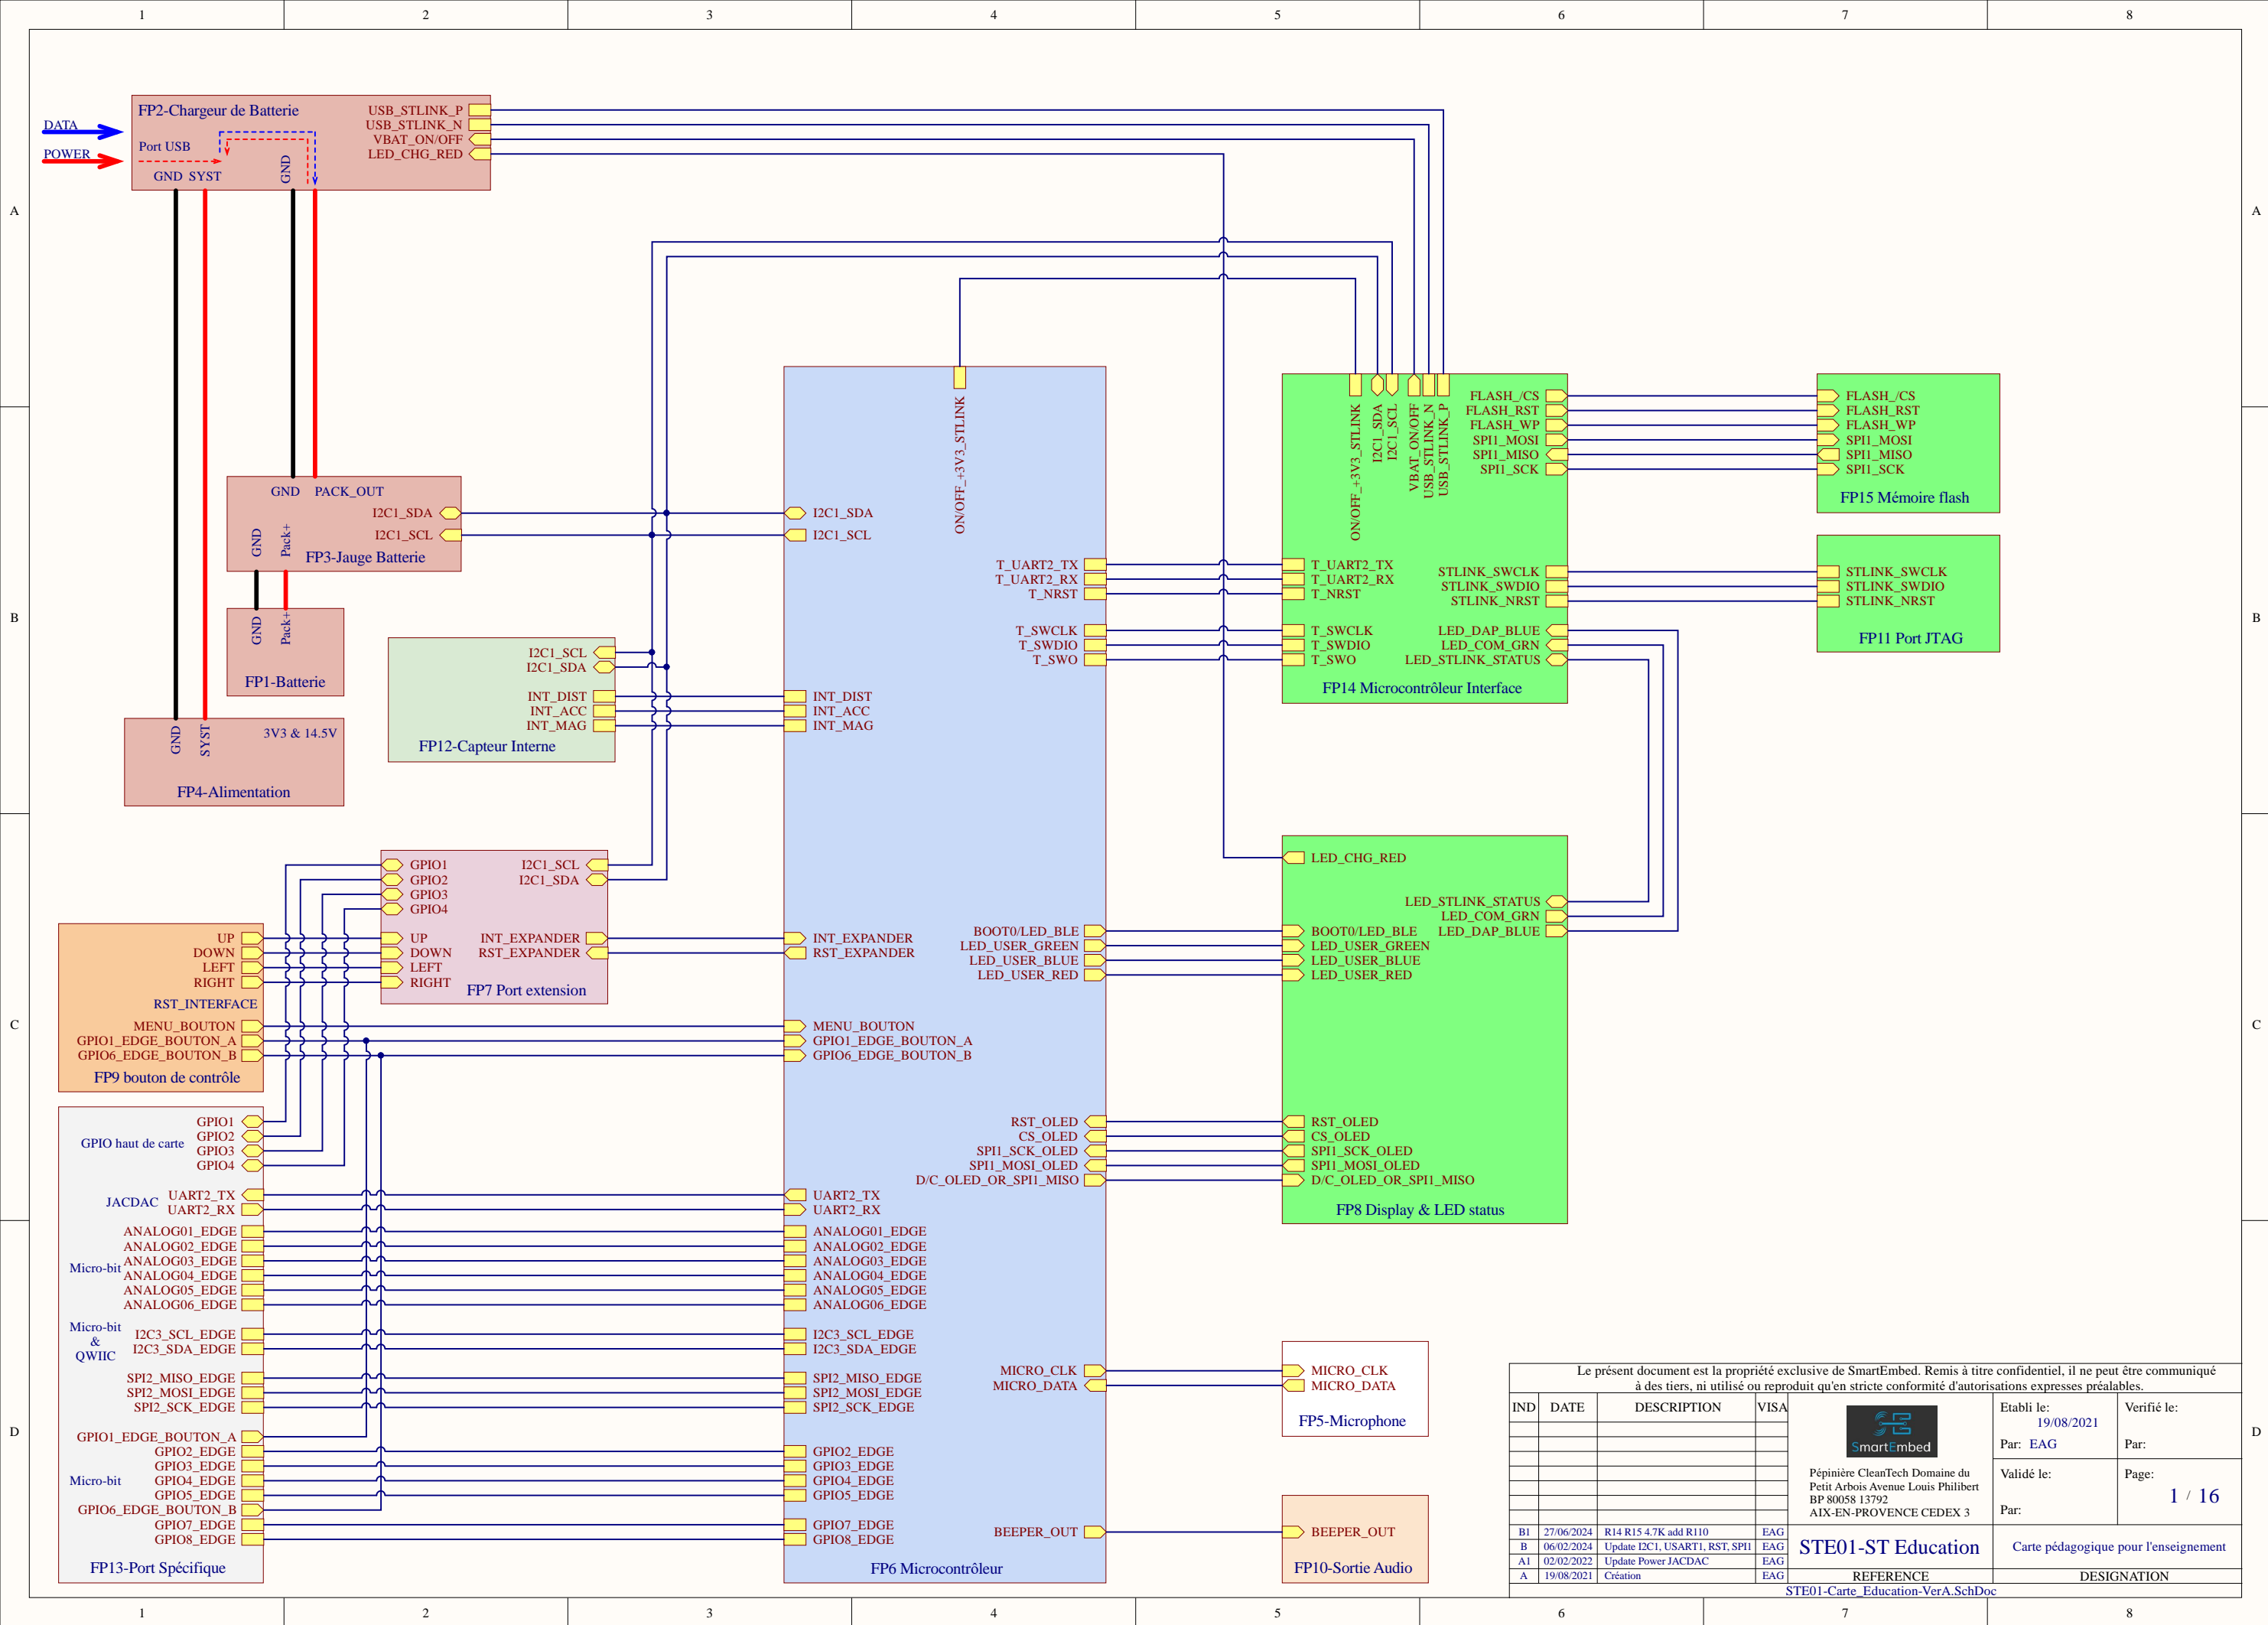 1 2 3 4 5 6 7 8
A
B
C
D
A
B
C
D
1 2 3 4 5 6 7 8
DATA
POWER
FP2-Chargeur de Batterie
Port USB
GND SYST
GND
USB_STLINK_P
USB_STLINK_N
VBAT_ON/OFF
LED_CHG_RED
GND PACK_OUT
I2C1_SDA
I2C1_SCL
GND
Pack+
FP3-Jauge Batterie
GND
Pack+
FP1-Batterie
GND
SYST
3V3 & 14.5V
FP4-Alimentation
I2C1_SCL
I2C1_SDA
INT_DIST
INT_ACC
INT_MAG
FP12-Capteur Interne
GPIO1
GPIO2
GPIO3
GPIO4
UP
DOWN
LEFT
RIGHT
I2C1_SCL
I2C1_SDA
INT_EXPANDER
RST_EXPANDER
FP7 Port extension
UP
DOWN
LEFT
RIGHT
RST_INTERFACE
MENU_BOUTON
GPIO1_EDGE_BOUTON_A
GPIO6_EDGE_BOUTON_B
FP9 bouton de contrôle
GPIO haut de carte
GPIO1
GPIO2
GPIO3
GPIO4
JACDAC
UART2_TX
UART2_RX
Micro-bit
ANALOG01_EDGE
ANALOG02_EDGE
ANALOG03_EDGE
ANALOG04_EDGE
ANALOG05_EDGE
ANALOG06_EDGE
Micro-bit
&
QWIIC
I2C3_SCL_EDGE
I2C3_SDA_EDGE
SPI2_MISO_EDGE
SPI2_MOSI_EDGE
SPI2_SCK_EDGE
Micro-bit
GPIO1_EDGE_BOUTON_A
GPIO2_EDGE
GPIO3_EDGE
GPIO4_EDGE
GPIO5_EDGE
GPIO6_EDGE_BOUTON_B
GPIO7_EDGE
GPIO8_EDGE
FP13-Port Spécifique
ON/OFF_+3V3_STLINK
I2C1_SDA
I2C1_SCL
INT_DIST
INT_ACC
INT_MAG
INT_EXPANDER
RST_EXPANDER
MENU_BOUTON
GPIO1_EDGE_BOUTON_A
GPIO6_EDGE_BOUTON_B
UART2_TX
UART2_RX
ANALOG01_EDGE
ANALOG02_EDGE
ANALOG03_EDGE
ANALOG04_EDGE
ANALOG05_EDGE
ANALOG06_EDGE
I2C3_SCL_EDGE
I2C3_SDA_EDGE
SPI2_MISO_EDGE
SPI2_MOSI_EDGE
SPI2_SCK_EDGE
GPIO2_EDGE
GPIO3_EDGE
GPIO4_EDGE
GPIO5_EDGE
GPIO7_EDGE
GPIO8_EDGE
T_UART2_TX
T_UART2_RX
T_NRST
T_SWCLK
T_SWDIO
T_SWO
BOOT0/LED_BLE
LED_USER_GREEN
LED_USER_BLUE
LED_USER_RED
RST_OLED
CS_OLED
SPI1_SCK_OLED
SPI1_MOSI_OLED
D/C_OLED_OR_SPI1_MISO
MICRO_CLK
MICRO_DATA
BEEPER_OUT
FP6 Microcontrôleur
ON/OFF_+3V3_STLINK
I2C1_SDA
I2C1_SCL
VBAT_ON/OFF
USB_STLINK_N
USB_STLINK_P
T_UART2_TX
T_UART2_RX
T_NRST
T_SWCLK
T_SWDIO
T_SWO
FLASH_/CS
FLASH_RST
FLASH_WP
SPI1_MOSI
SPI1_MISO
SPI1_SCK
STLINK_SWCLK
STLINK_SWDIO
STLINK_NRST
LED_DAP_BLUE
LED_COM_GRN
LED_STLINK_STATUS
FP14 Microcontrôleur Interface
FLASH_/CS
FLASH_RST
FLASH_WP
SPI1_MOSI
SPI1_MISO
SPI1_SCK
FP15 Mémoire flash
STLINK_SWCLK
STLINK_SWDIO
STLINK_NRST
FP11 Port JTAG
LED_CHG_RED
LED_STLINK_STATUS
LED_COM_GRN
LED_DAP_BLUE
BOOT0/LED_BLE
LED_USER_GREEN
LED_USER_BLUE
LED_USER_RED
RST_OLED
CS_OLED
SPI1_SCK_OLED
SPI1_MOSI_OLED
D/C_OLED_OR_SPI1_MISO
FP8 Display & LED status
MICRO_CLK
MICRO_DATA
FP5-Microphone
BEEPER_OUT
FP10-Sortie Audio
Le présent document est la propriété exclusive de SmartEmbed. Remis à titre confidentiel, il ne peut être communiqué
à des tiers, ni utilisé ou reproduit qu'en stricte conformité d'autorisations expresses préalables.
IND DATE DESCRIPTION VISA
B1 27/06/2024 R14 R15 4.7K add R110 EAG
B 06/02/2024 Update I2C1, USART1, RST, SPI1 EAG
A1 02/02/2022 Update Power JACDAC EAG
A 19/08/2021 Création EAG
SmartEmbed
Pépinière CleanTech Domaine du
Petit Arbois Avenue Louis Philibert
BP 80058 13792
AIX-EN-PROVENCE CEDEX 3
Etabli le:
19/08/2021
Par: EAG
Verifié le:
Par:
Validé le:
Par:
Page:
1 / 16
STE01-ST Education
Carte pédagogique pour l'enseignement
REFERENCE
DESIGNATION
STE01-Carte_Education-VerA.SchDoc